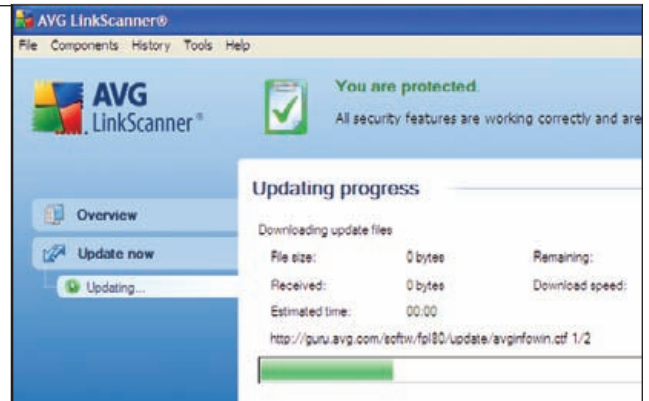 AVG LinkScanner®
File Components History Tools Help
AVG
LinkScanner®
You are protected.
All security features are working correctly and are
Overview
Update now
Updating...
Updating progress
Downloading update files
File size: 0 bytes Remaining:
Received: 0 bytes Download speed:
Estimated time: 00:00
http://guru.avg.com/softw/fpl80/update/avginfowin.ctf 1/2